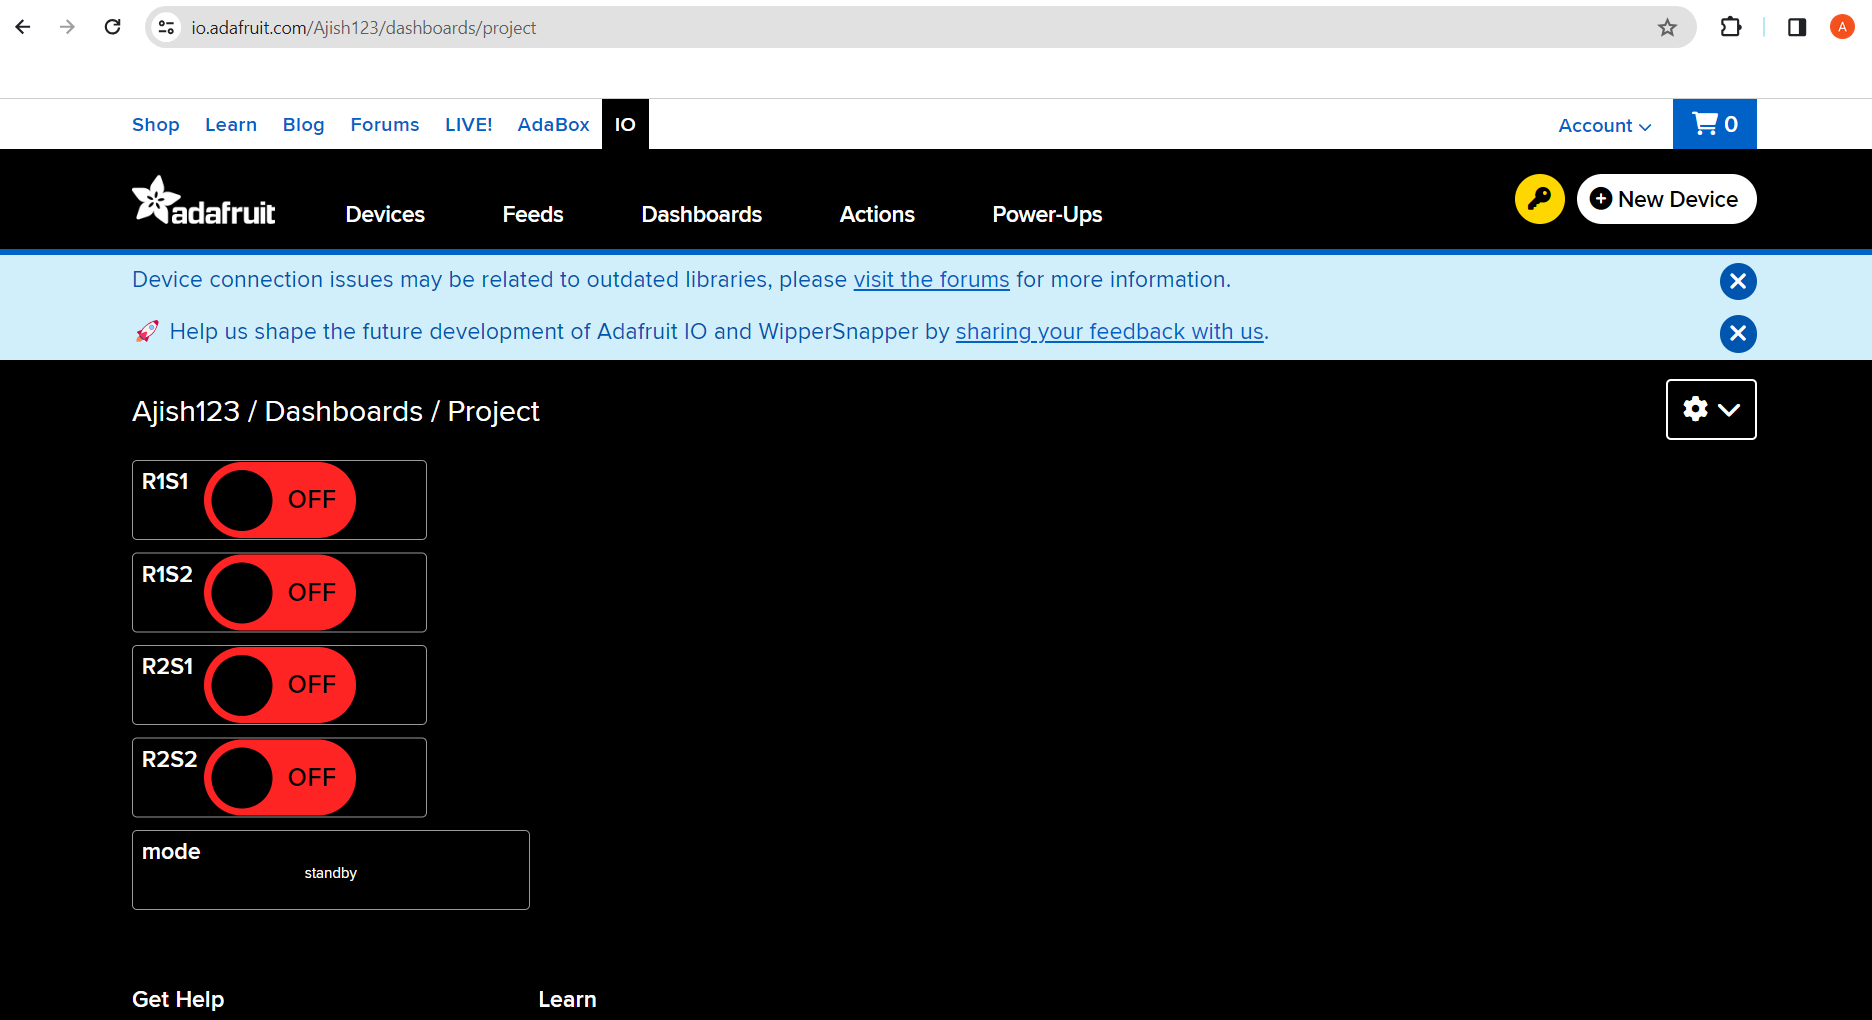 io.adafruit.com/Ajish123/dashboards/project
A
Shop Learn Blog Forums LIVE! AdaBox IO Account 0
adafruit Devices Feeds Dashboards Actions Power-Ups New Device
Device connection issues may be related to outdated libraries, please visit the forums for more information.
Help us shape the future development of Adafruit IO and WipperSnapper by sharing your feedback with us.
Ajish123 / Dashboards / Project
R1S1 OFF
R1S2 OFF
R2S1 OFF
R2S2 OFF
mode
standby
Get Help Learn